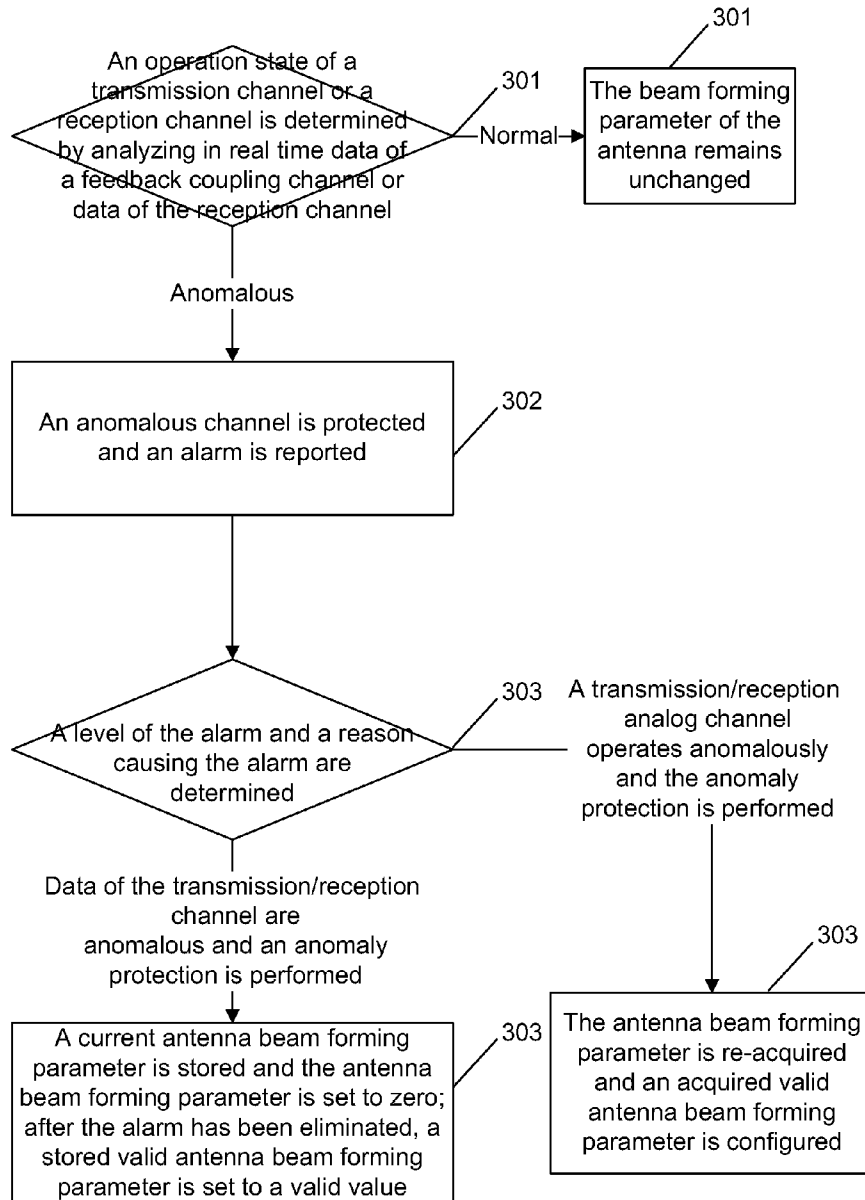 An operation state of a
transmission channel or a
reception channel is determined
by analyzing in real time data of
a feedback coupling channel or
data of the reception channel
301
Normal
301
The beam forming
parameter of the
antenna remains
unchanged
Anomalous
302
An anomalous channel is protected
and an alarm is reported
303
A level of the alarm and a reason
causing the alarm are
determined
A transmission/reception
analog channel
operates anomalously
and the anomaly
protection is performed
Data of the transmission/reception
channel are
anomalous and an anomaly
protection is performed
303
A current antenna beam forming
parameter is stored and the antenna
beam forming parameter is set to zero;
after the alarm has been eliminated, a
stored valid antenna beam forming
parameter is set to a valid value
303
The antenna beam forming
parameter is re-acquired
and an acquired valid
antenna beam forming
parameter is configured